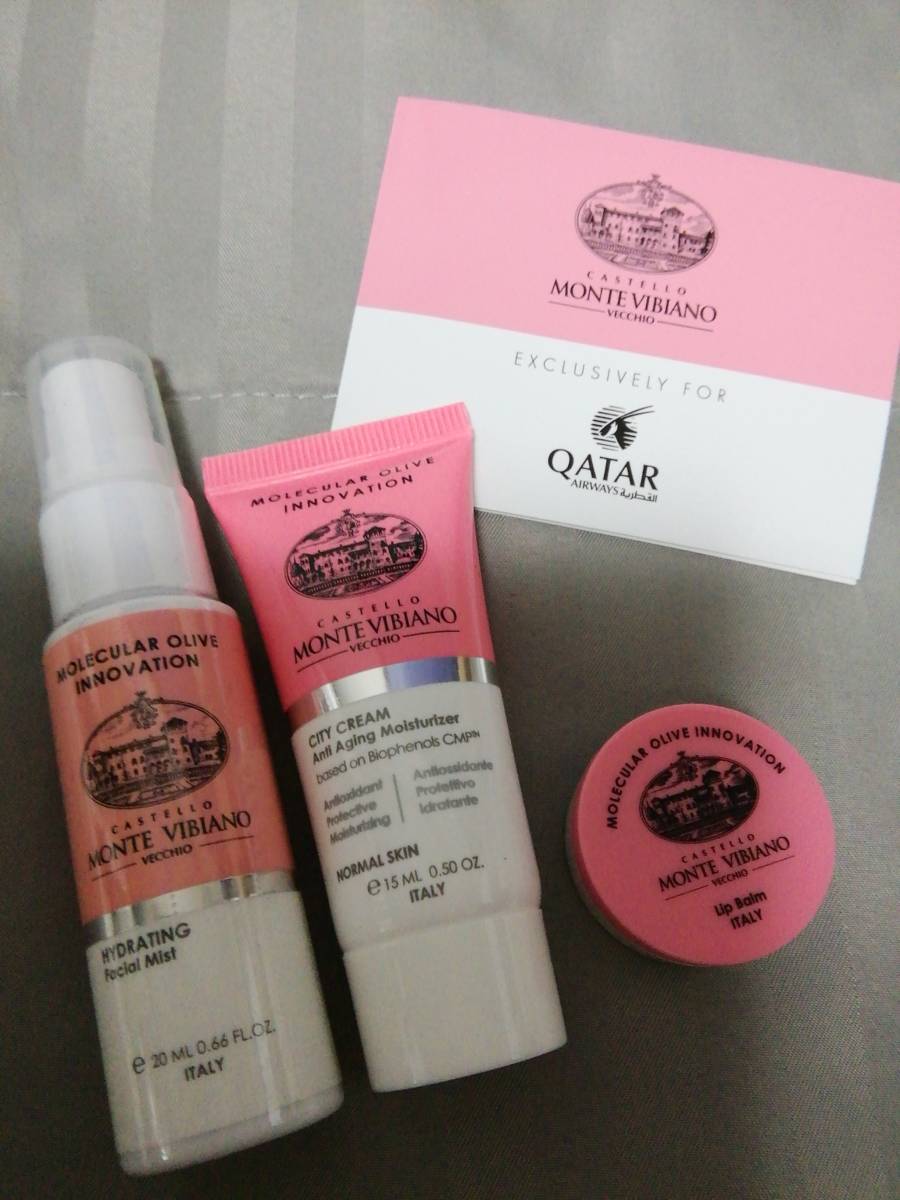 CASTELLO
MONTE VIBIANO
VECCHIO
EXCLUSIVELY FOR
QATAR
AIRWAYS القطرية
MOLECULAR OLIVE
INNOVATION
CASTELLO
MONTE VIBIANO
VECCHIO
HYDRATING
Facial Mist
e 20 ML 0.66 FL.OZ.
ITALY
MOLECULAR OLIVE
INNOVATION
CASTELLO
MONTE VIBIANO
VECCHIO
CITY CREAM
Anti Aging Moisturizer
based on Biophenols CMPIN
Antioxidant
Protective
Moisturizing
Antiossidante
Protettivo
Idratante
NORMAL SKIN
e 15 ML 0.50 OZ.
ITALY
MOLECULAR OLIVE INNOVATION
CASTELLO
MONTE VIBIANO
VECCHIO
Lip Balm
ITALY